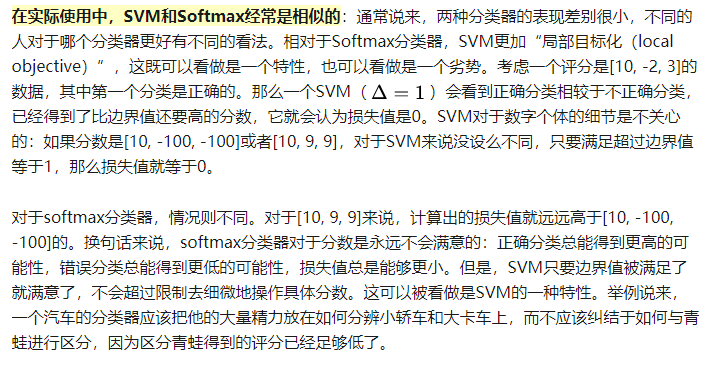 在实际使用中，SVM和Softmax经常是相似的：通常说来，两种分类器的表现差别很小，不同的
人对于哪个分类器更好有不同的看法。相对于Softmax分类器，SVM更加“局部目标化（local
objective）”，这既可以看做是一个特性，也可以看做是一个劣势。考虑一个评分是[10, -2, 3]的
数据，其中第一个分类是正确的。那么一个SVM（Δ = 1）会看到正确分类相较于不正确分类，
已经得到了比边界值还要高的分数，它就会认为损失值是0。SVM对于数字个体的细节是不关心
的：如果分数是[10, -100, -100]或者[10, 9, 9]，对于SVM来说没设么不同，只要满足超过边界值
等于1，那么损失值就等于0。
对于softmax分类器，情况则不同。对于[10, 9, 9]来说，计算出的损失值就远远高于[10, -100,
-100]的。换句话来说，softmax分类器对于分数是永远不会满意的：正确分类总能得到更高的可
能性，错误分类总能得到更低的可能性，损失值总是能够更小。但是，SVM只要边界值被满足了
就满意了，不会超过限制去细微地操作具体分数。这可以被看做是SVM的一种特性。举例说来，
一个汽车的分类器应该把他的大量精力放在如何分辨小轿车和大卡车上，而不应该纠结于如何与青
蛙进行区分，因为区分青蛙得到的评分已经足够低了。